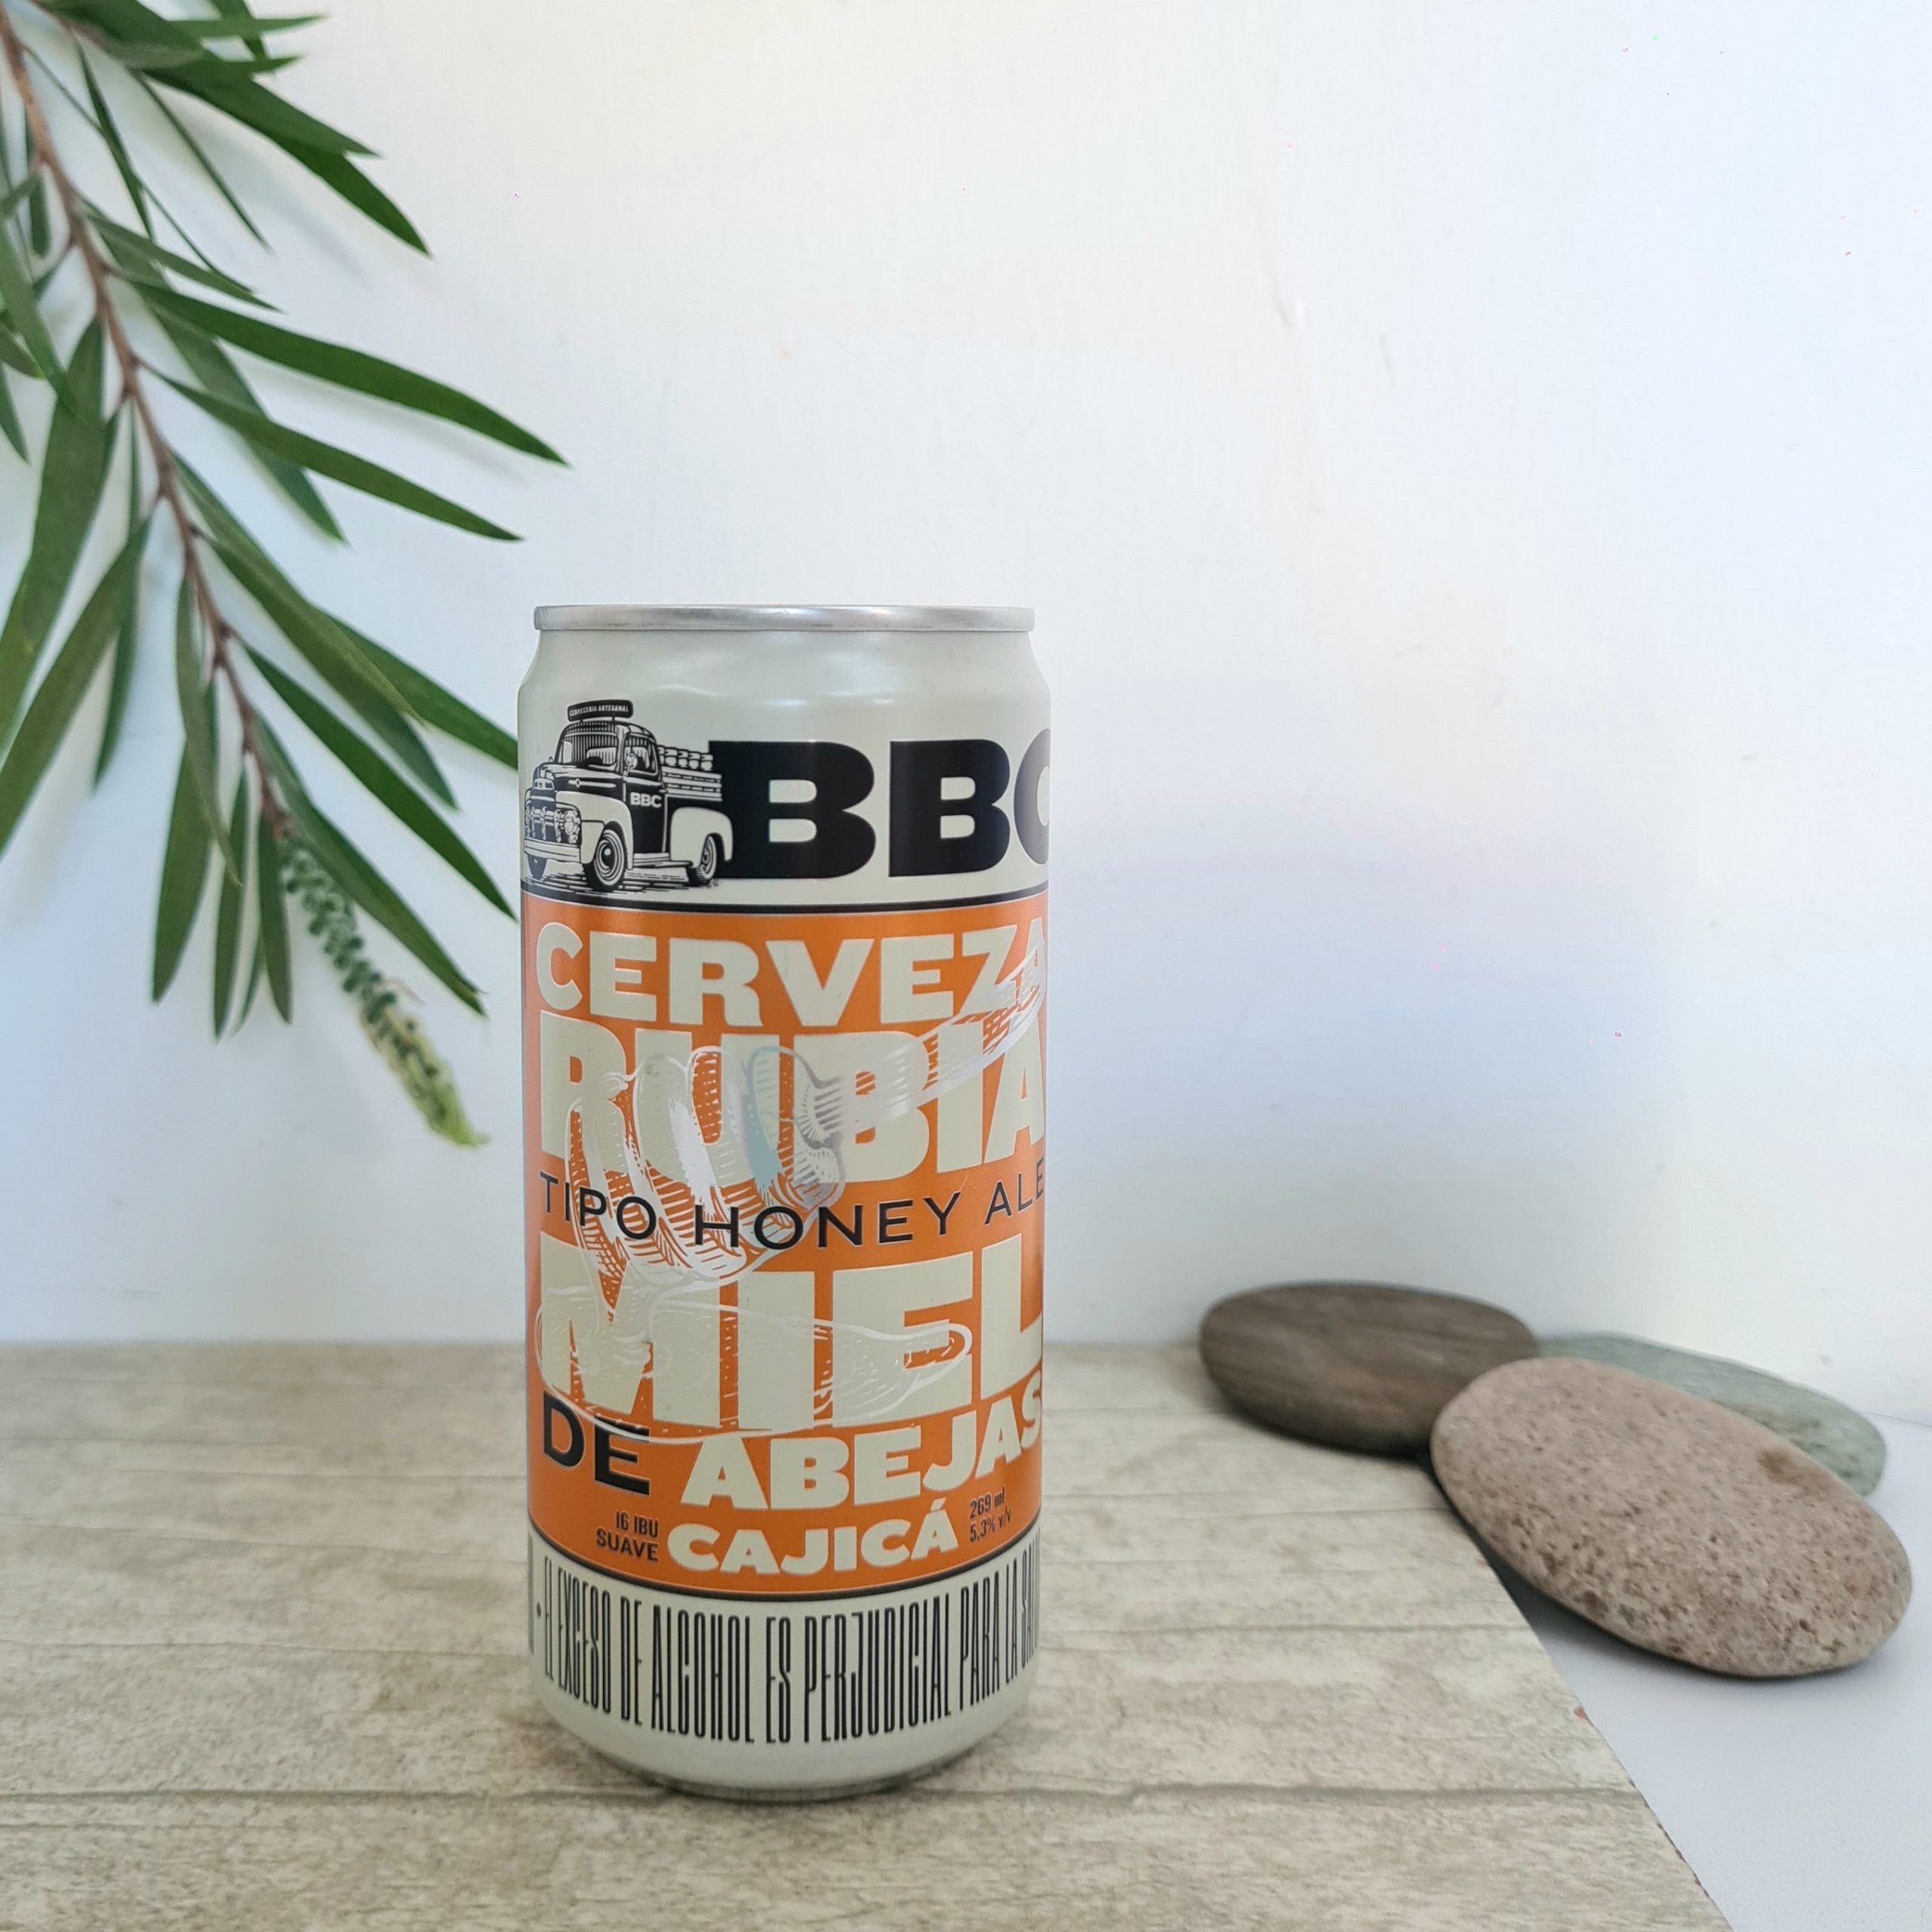 CERVECERIA ARTESANAL
BBC
BBC
CERVEZA
RUBIA
TIPO HONEY ALE
MIEL
DE ABEJAS
16 IBU
SUAVE
CAJICÁ
269 ml
5,3% v/v
• EL EXCESO DE ALCOHOL ES PERJUDICIAL PARA LA